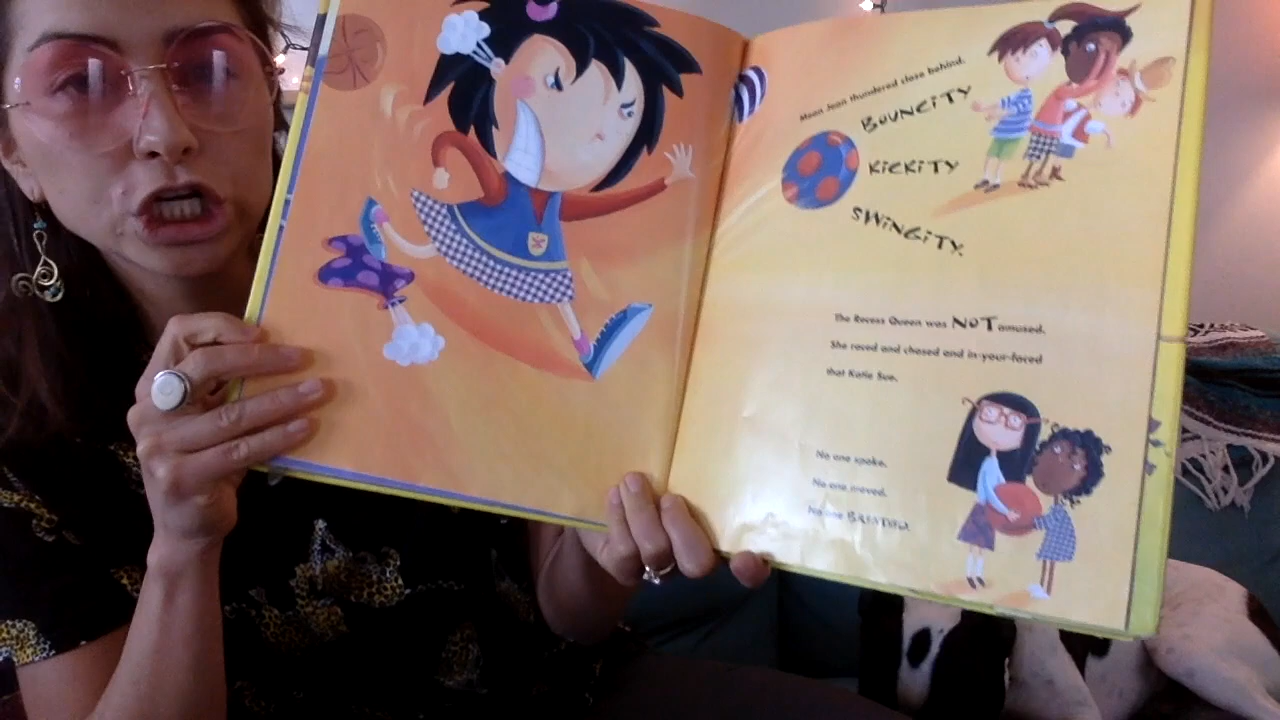 Mean Jean thundered close behind.
BOUNCITY
KICKITY
SWINGITY.
The Recess Queen was NOT amused.
She raced and chased and in-your-faced
that Katie Sue.
No one spoke.
No one moved.
No one BREATHED.